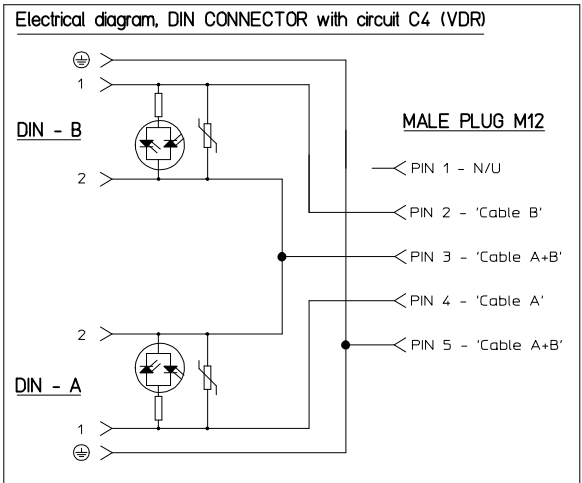 Electrical diagram, DIN CONNECTOR with circuit C4 (VDR)
1
DIN - B
2
MALE PLUG M12
PIN 1 - N/U
PIN 2 - 'Cable B'
PIN 3 - 'Cable A+B'
PIN 4 - 'Cable A'
PIN 5 - 'Cable A+B'
2
DIN - A
1